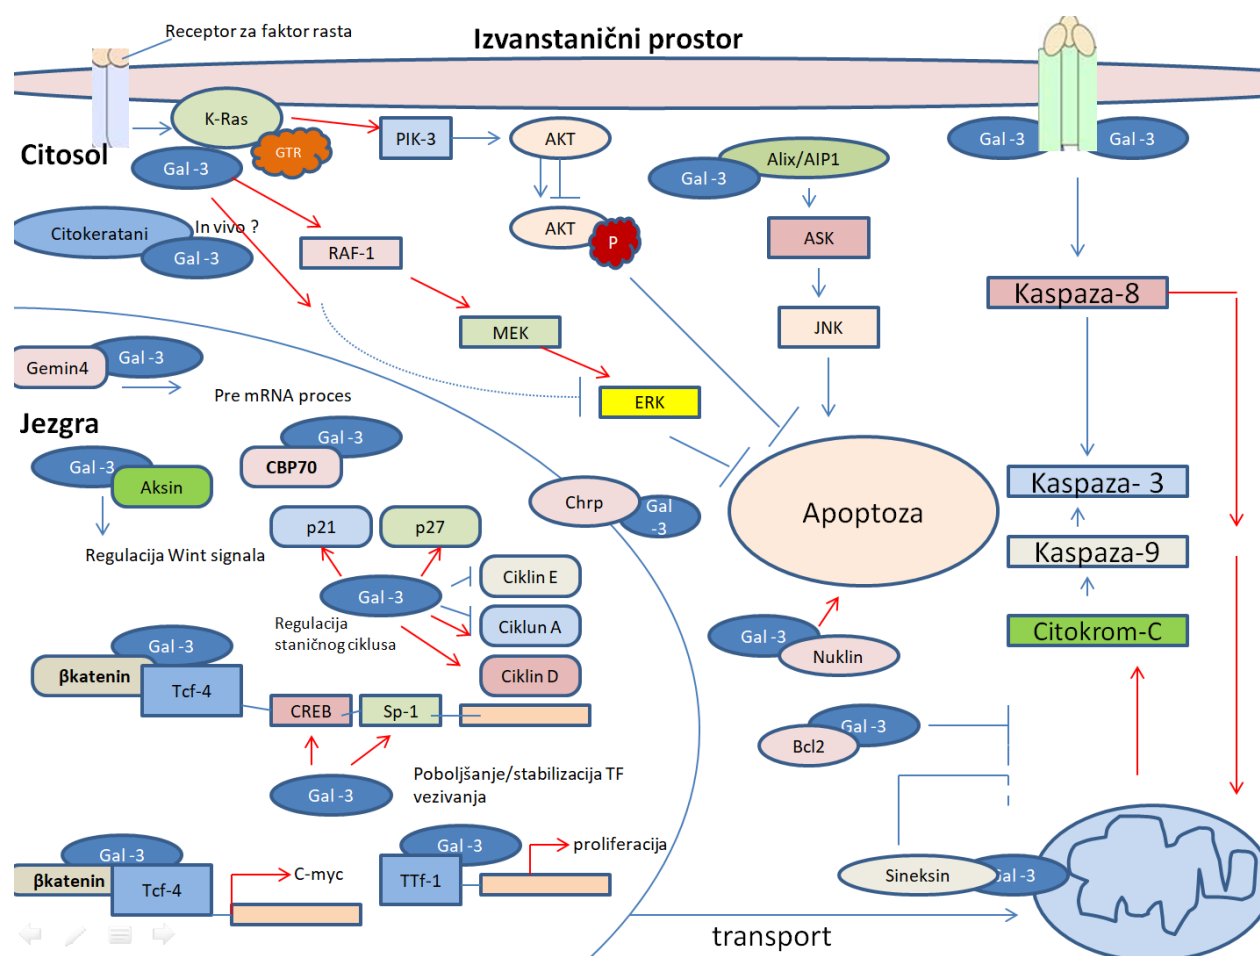 Receptor za faktor rasta
Izvanstanični prostor
K-Ras
GTR
PIK-3
AKT
Gal -3
Gal -3
Citosol
Gal -3
Alix/AIP1
Gal -3
Citokeratani
In vivo ?
Gal -3
AKT
P
ASK
RAF-1
Kaspaza-8
MEK
JNK
Gal -3
Gemin4
Pre mRNA proces
ERK
Jezgra
Gal -3
CBP70
Gal -3
Aksin
Kaspaza- 3
Chrp
Gal
-3
Apoptoza
p21
p27
Regulacija Wint signala
Kaspaza-9
Ciklin E
Gal -3
Regulacija
staničnog ciklusa
Ciklun A
Citokrom-C
Gal -3
Gal -3
Nuklin
βkatenin
Tcf-4
Ciklin D
CREB
Sp-1
Gal -3
Bcl2
Gal -3
Poboljšanje/stabilizacija TF
vezivanja
Gal -3
βkatenin
Tcf-4
C-myc
Gal -3
TTf-1
proliferacija
Sineksin
Gal -3
transport